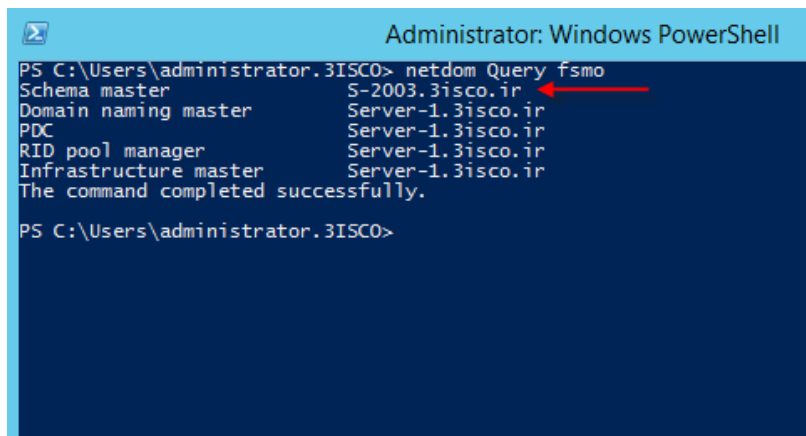 Administrator: Windows PowerShell
PS C:\Users\administrator.3ISCO> netdom Query fsmo
Schema master S-2003.3isco.ir
Domain naming master Server-1.3isco.ir
PDC Server-1.3isco.ir
RID pool manager Server-1.3isco.ir
Infrastructure master Server-1.3isco.ir
The command completed successfully.
PS C:\Users\administrator.3ISCO>